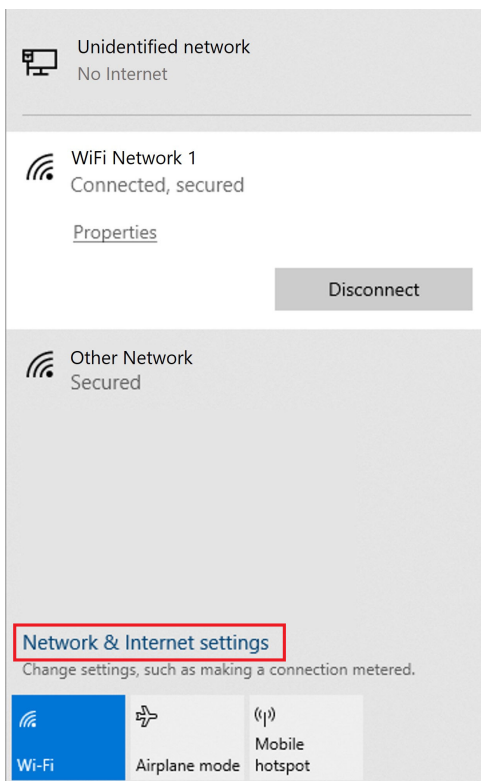 Unidentified network
No Internet
WiFi Network 1
Connected, secured
Properties
Disconnect
Other Network
Secured
Network & Internet settings
Change settings, such as making a connection metered.
Wi-Fi
Airplane mode
Mobile
hotspot